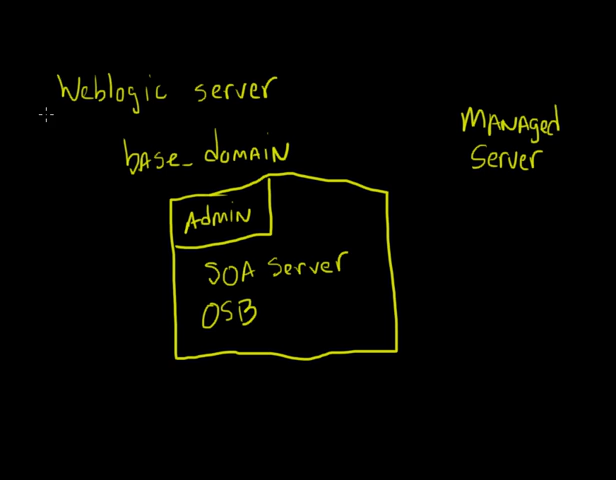 Weblogic server
base_domain
Managed
Server
Admin
SOA Server
OSB